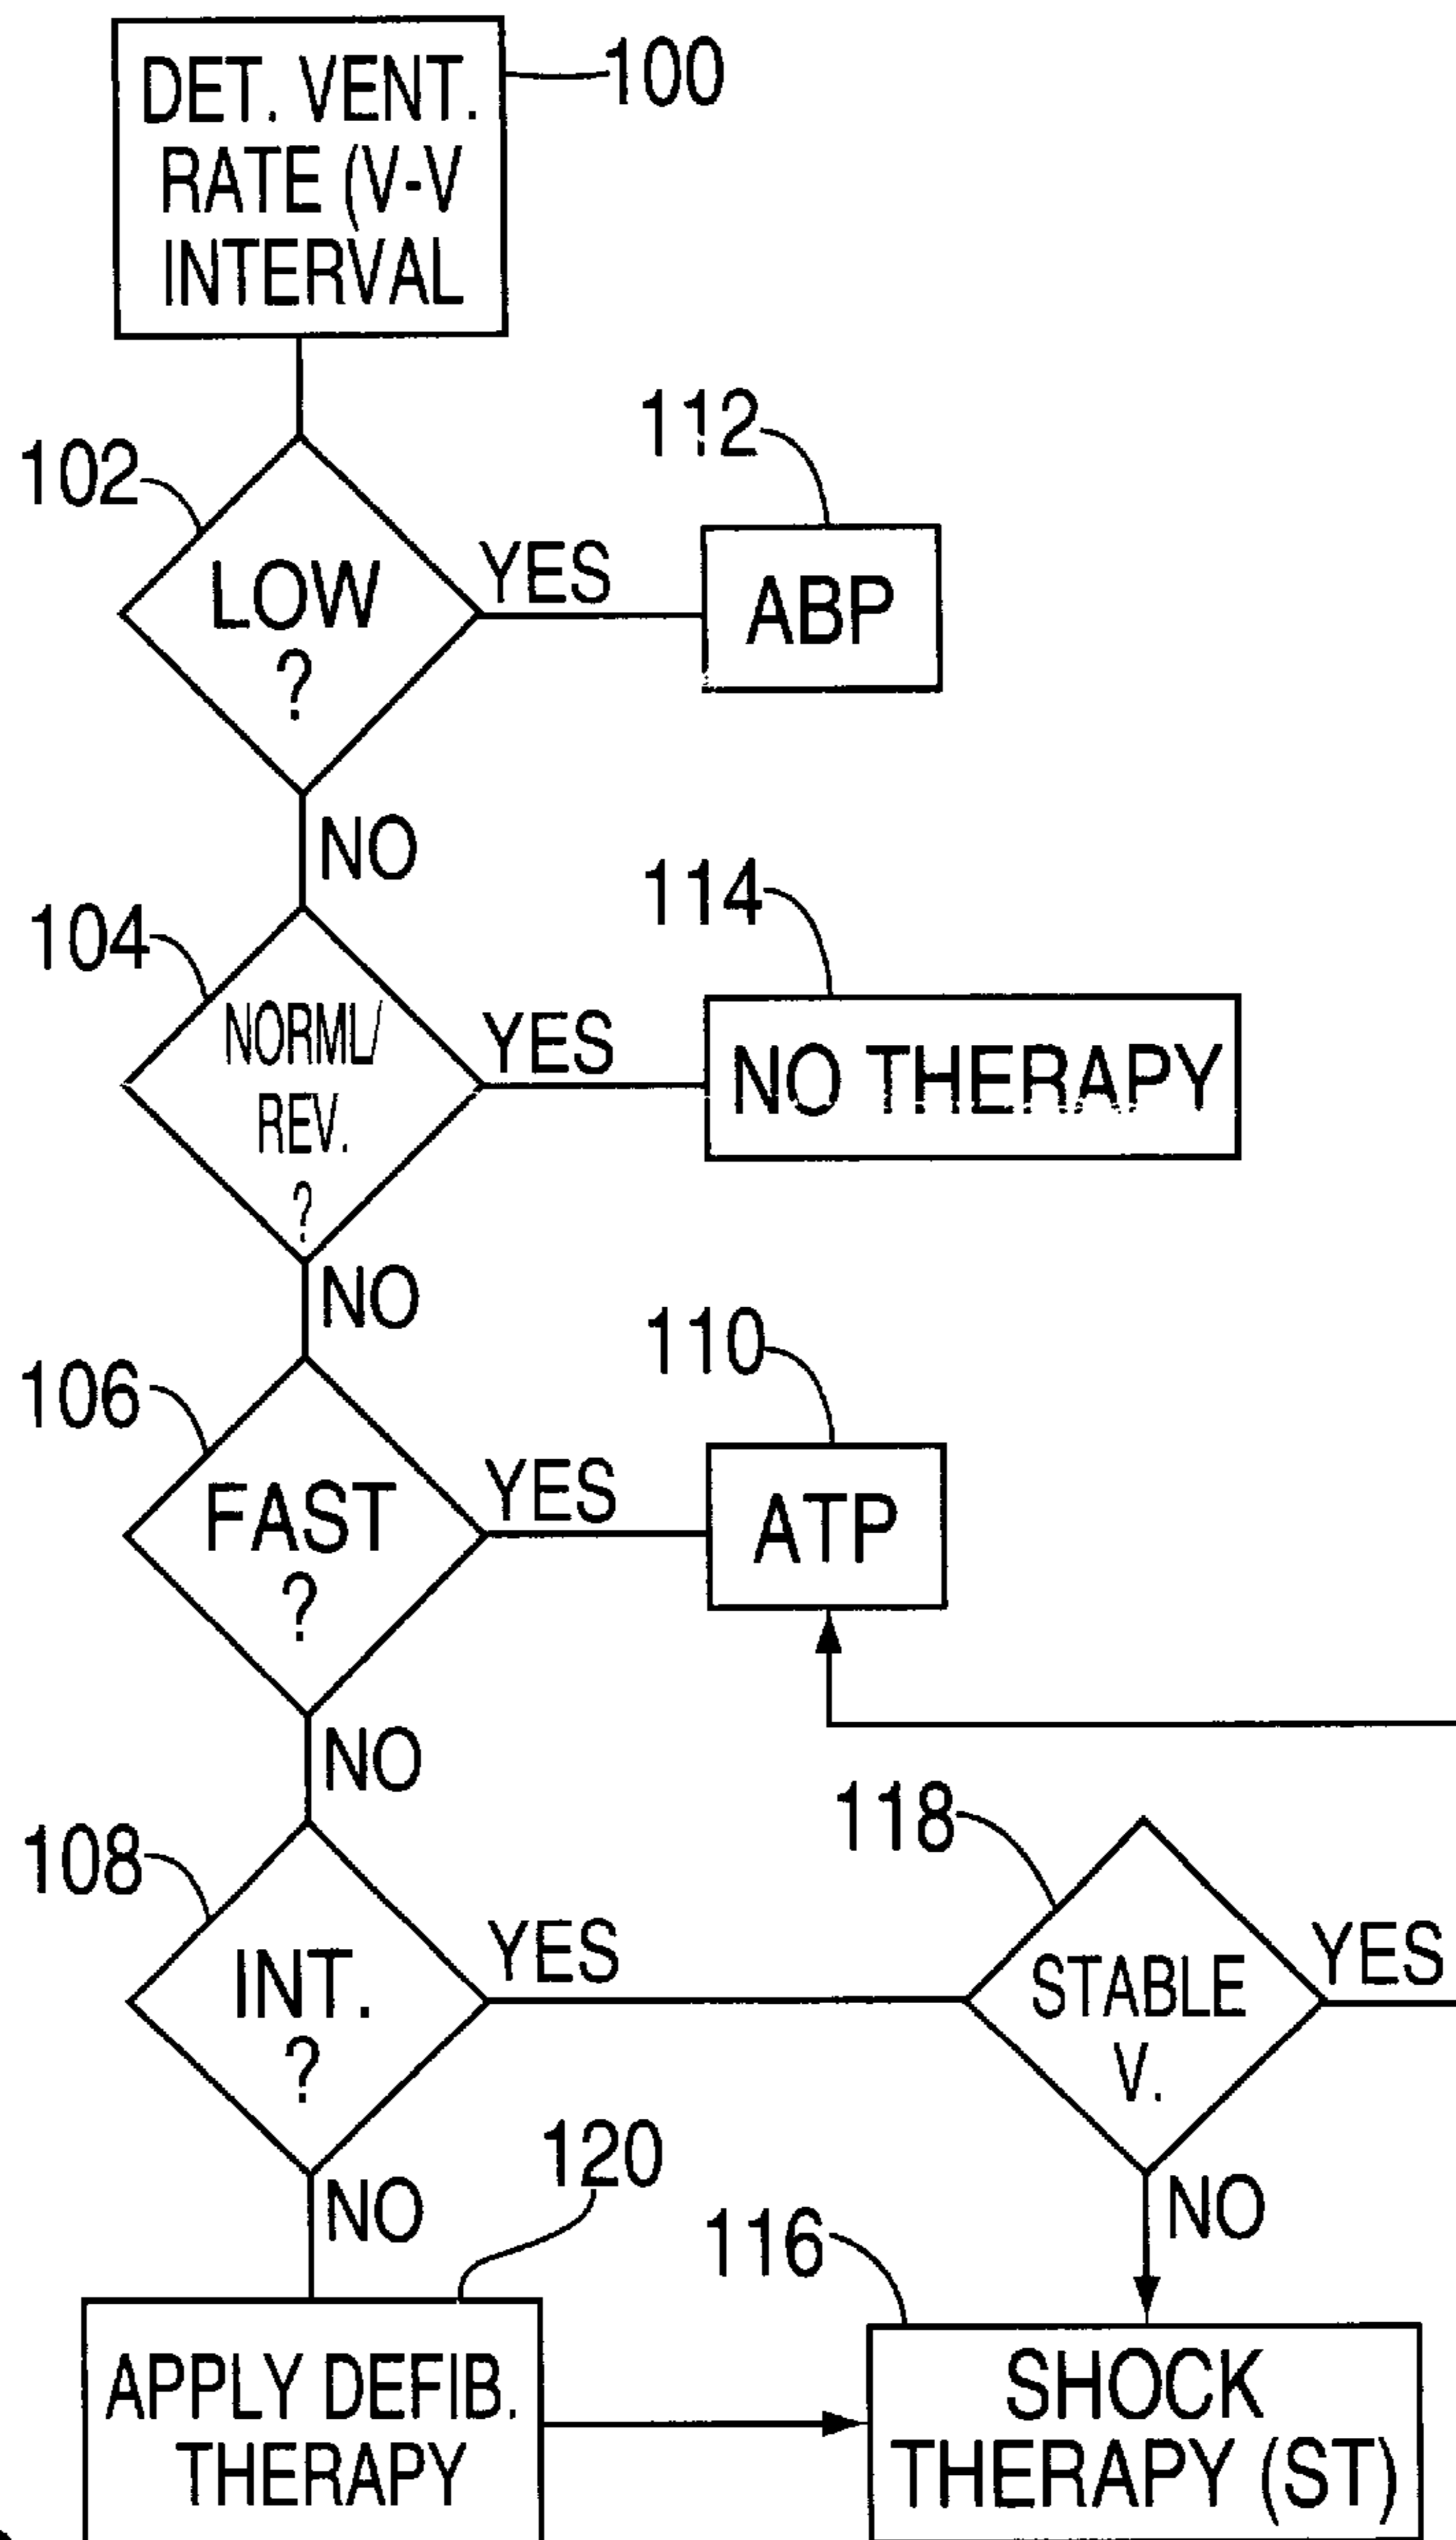 DET. VENT.
RATE (V-V
INTERVAL
100
102
LOW
?
YES
112
ABP
NO
104
NORML/
REV.
?
YES
114
NO THERAPY
NO
106
FAST
?
YES
110
ATP
NO
108
INT.
?
YES
118
STABLE
V.
YES
NO
NO
120
APPLY DEFIB.
THERAPY
116
SHOCK
THERAPY (ST)